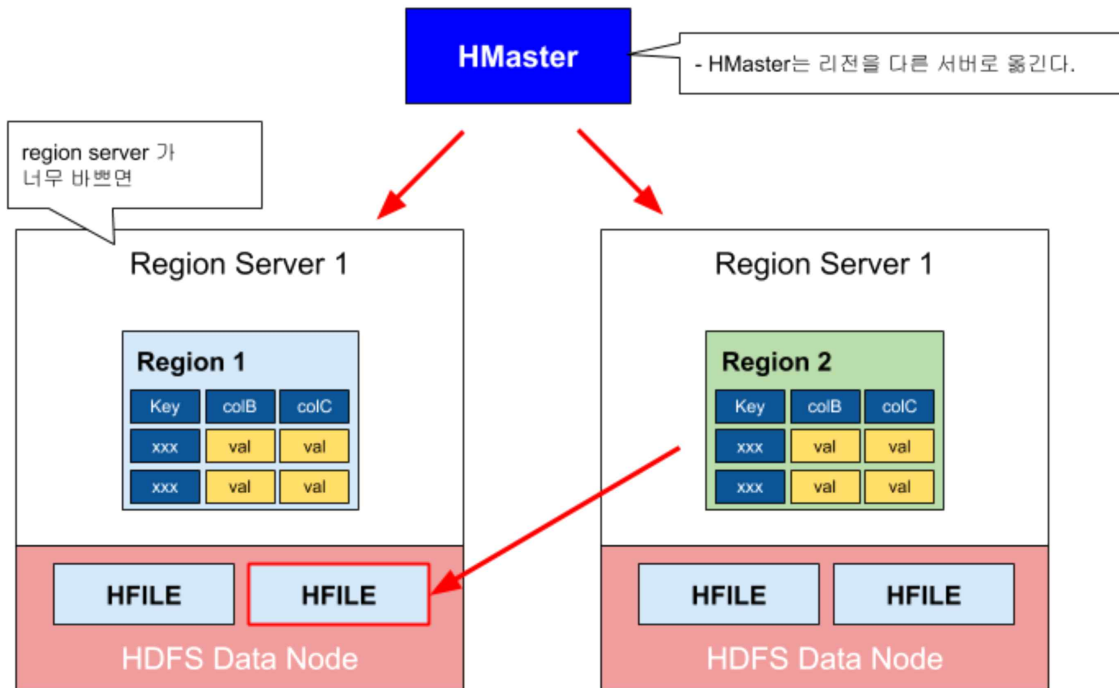 HMaster
- HMaster는 리전을 다른 서버로 옮긴다.
region server 가
너무 바쁘면
Region Server 1
Region 1
Key colB colC
xxx val val
xxx val val
HFILE HFILE
HDFS Data Node
Region Server 1
Region 2
Key colB colC
xxx val val
xxx val val
HFILE HFILE
HDFS Data Node